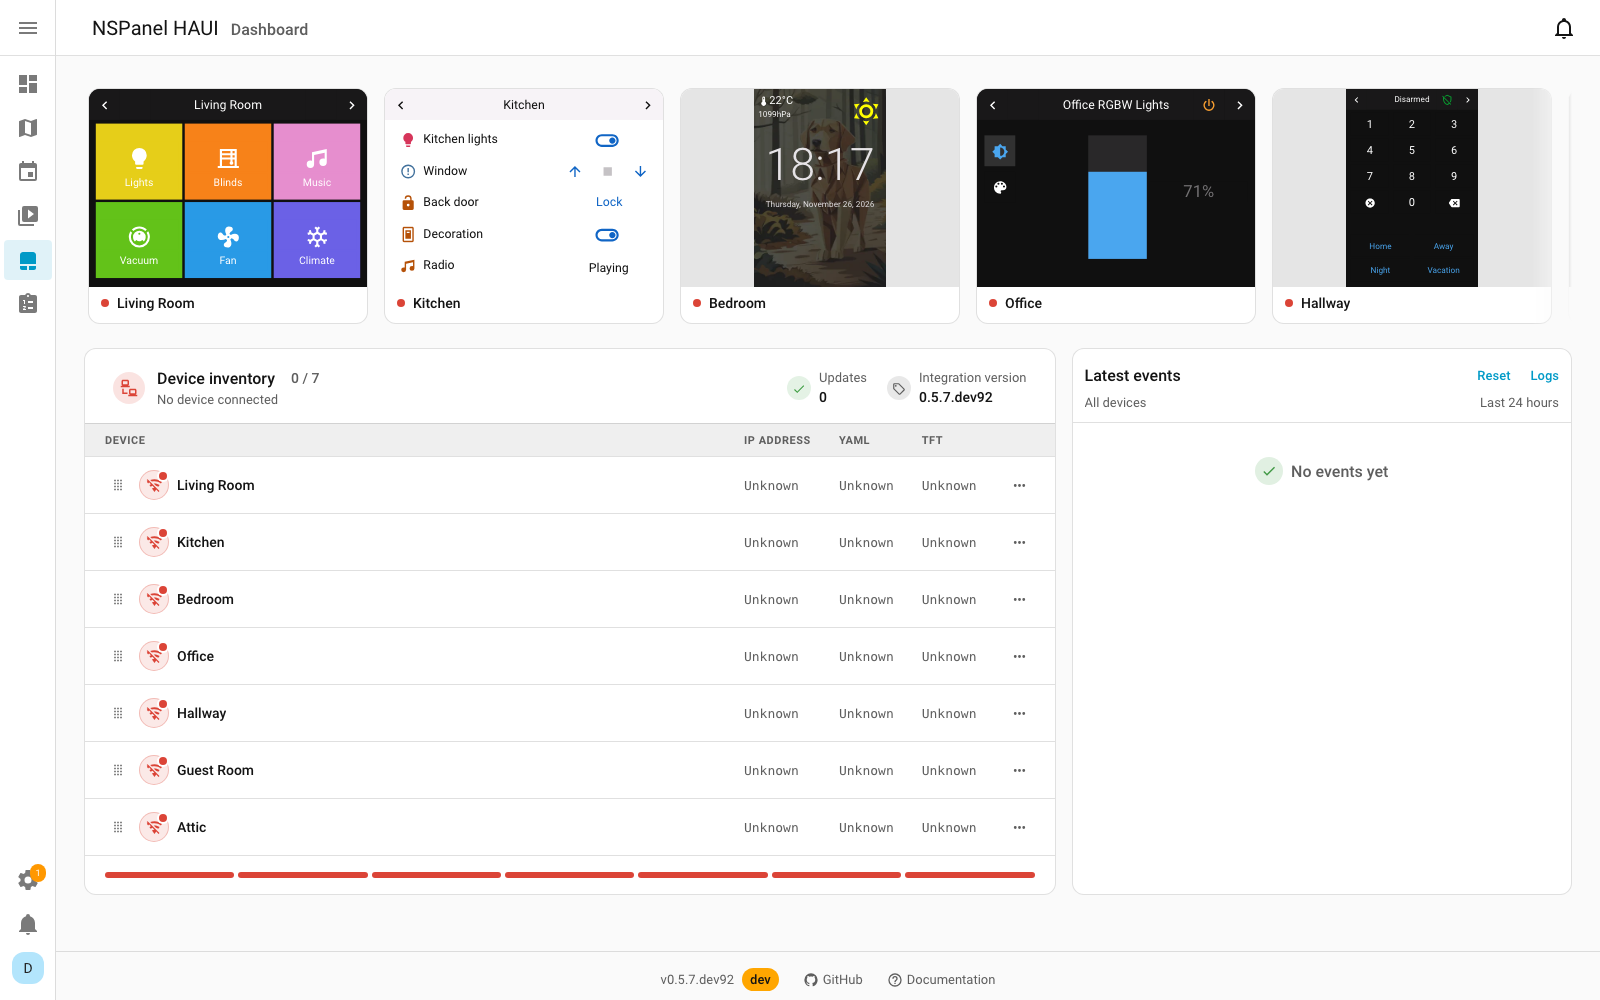 NSPanel HAUI Dashboard
Living Room
Lights
Blinds
Music
Vacuum
Fan
Climate
Living Room
Kitchen
Kitchen lights
Window
Back door
Lock
Decoration
Radio
Playing
Kitchen
22°C
1099hPa
18:17
Thursday, November 26, 2026
Bedroom
Office RGBW Lights
71%
Office
Disarmed
1 2 3
4 5 6
7 8 9
0
Home Away
Night Vacation
Hallway
Device inventory 0 / 7
No device connected
Updates
0
Integration version
0.5.7.dev92
DEVICE IP ADDRESS YAML TFT
Living Room Unknown Unknown Unknown
Kitchen Unknown Unknown Unknown
Bedroom Unknown Unknown Unknown
Office Unknown Unknown Unknown
Hallway Unknown Unknown Unknown
Guest Room Unknown Unknown Unknown
Attic Unknown Unknown Unknown
Latest events
Reset Logs
All devices
Last 24 hours
No events yet
1
D
v0.5.7.dev92 dev GitHub Documentation